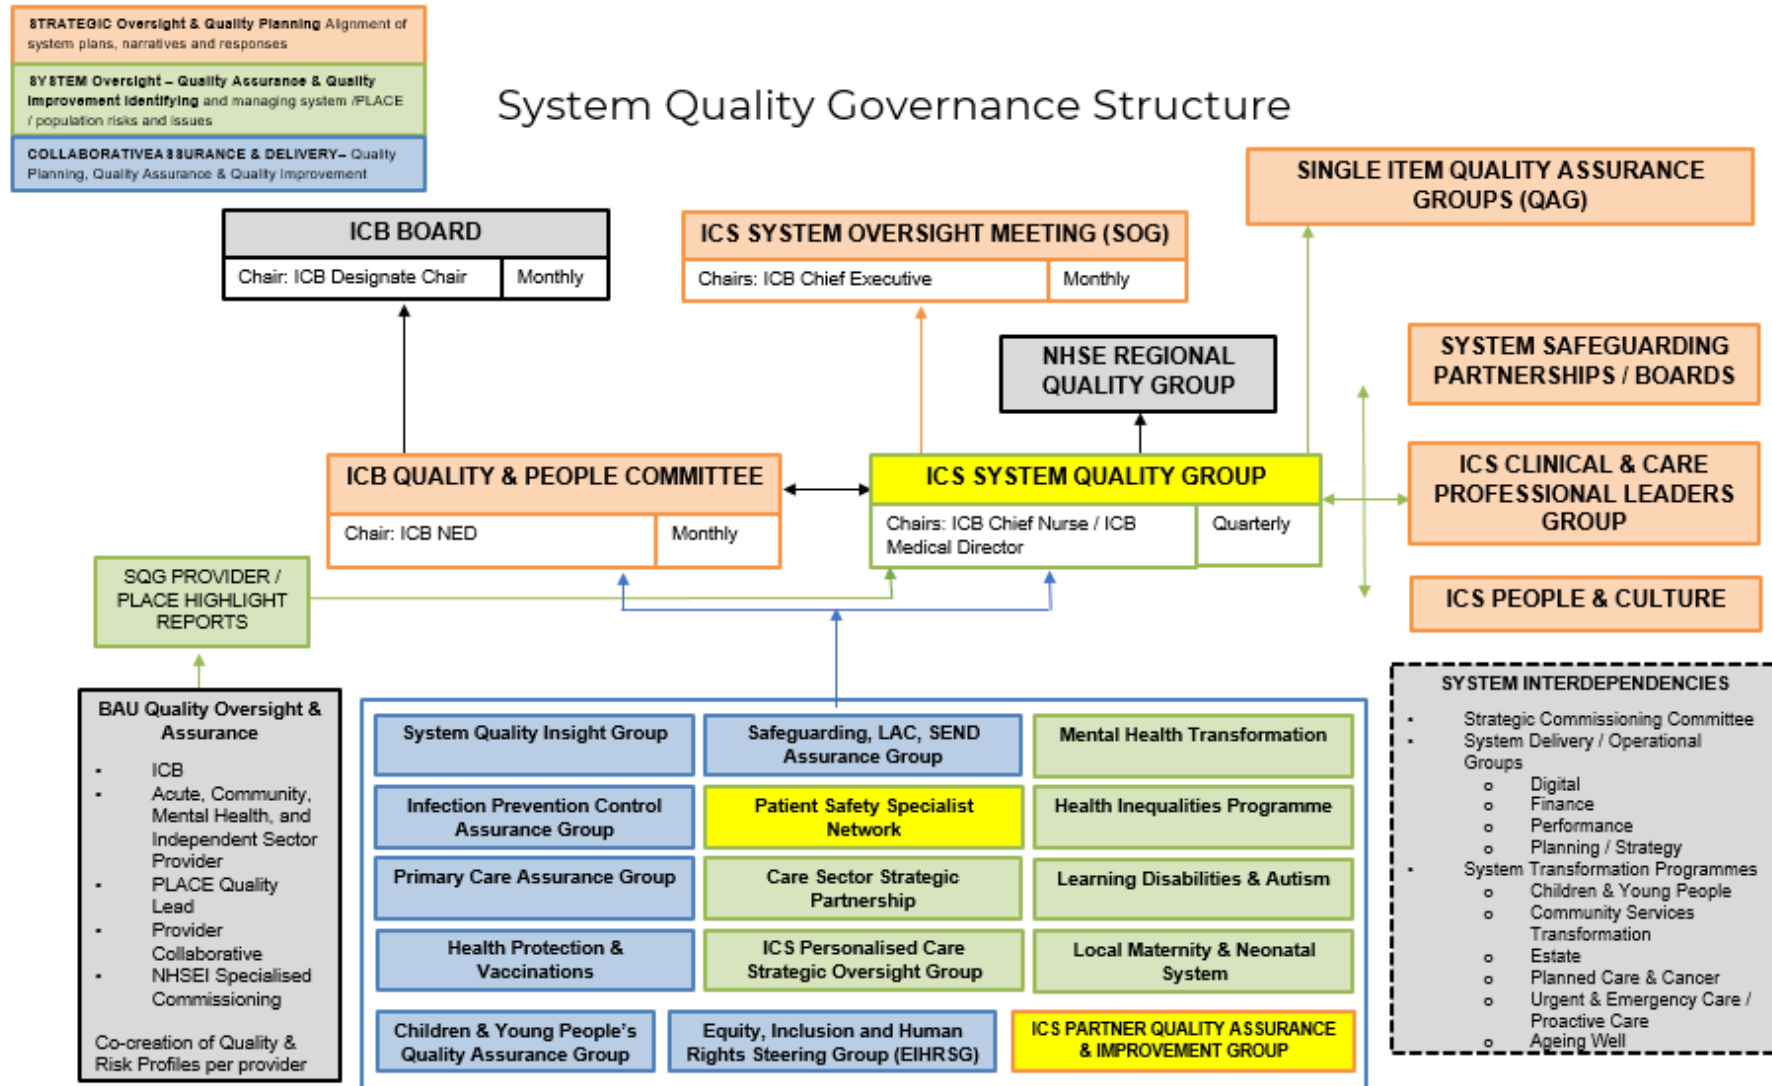 STRATEGIC Oversight & Quality Planning Alignment of
system plans, narratives and responses
SYSTEM Oversight – Quality Assurance & Quality
Improvement Identifying and managing system /PLACE
/ population risks and issues
COLLABORATIVEASSURANCE & DELIVERY– Quality
Planning, Quality Assurance & Quality Improvement
System Quality Governance Structure
SINGLE ITEM QUALITY ASSURANCE
GROUPS (QAG)
ICB BOARD
Chair: ICB Designate Chair
Monthly
ICS SYSTEM OVERSIGHT MEETING (SOG)
Chairs: ICB Chief Executive
Monthly
NHSE REGIONAL
QUALITY GROUP
SYSTEM SAFEGUARDING
PARTNERSHIPS / BOARDS
ICB QUALITY & PEOPLE COMMITTEE
Chair: ICB NED
Monthly
ICS SYSTEM QUALITY GROUP
Chairs: ICB Chief Nurse / ICB
Medical Director
Quarterly
ICS CLINICAL & CARE
PROFESSIONAL LEADERS
GROUP
ICS PEOPLE & CULTURE
SQG PROVIDER /
PLACE HIGHLIGHT
REPORTS
BAU Quality Oversight &
Assurance
▪ ICB
▪ Acute, Community,
Mental Health, and
Independent Sector
Provider
▪ PLACE Quality
Lead
▪ Provider
Collaborative
▪ NHSEI Specialised
Commissioning
Co-creation of Quality &
Risk Profiles per provider
System Quality Insight Group
Safeguarding, LAC, SEND
Assurance Group
Mental Health Transformation
Infection Prevention Control
Assurance Group
Patient Safety Specialist
Network
Health Inequalities Programme
Primary Care Assurance Group
Care Sector Strategic
Partnership
Learning Disabilities & Autism
Health Protection &
Vaccinations
ICS Personalised Care
Strategic Oversight Group
Local Maternity & Neonatal
System
Children & Young People's
Quality Assurance Group
Equity, Inclusion and Human
Rights Steering Group (EIHRSG)
ICS PARTNER QUALITY ASSURANCE
& IMPROVEMENT GROUP
SYSTEM INTERDEPENDENCIES
▪ Strategic Commissioning Committee
▪ System Delivery / Operational
Groups
o Digital
o Finance
o Performance
o Planning / Strategy
▪ System Transformation Programmes
o Children & Young People
o Community Services
Transformation
o Estate
o Planned Care & Cancer
o Urgent & Emergency Care /
Proactive Care
o Ageing Well